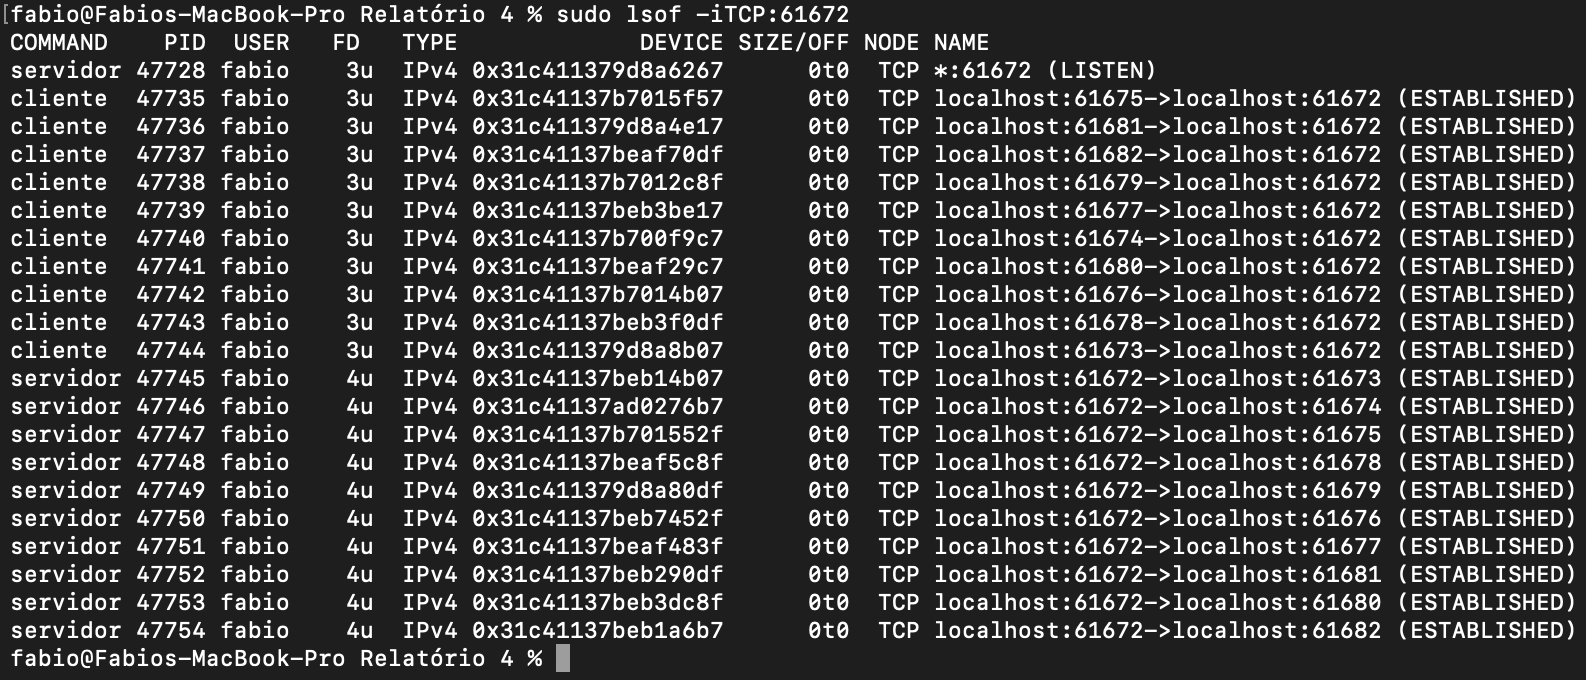 [fabio@Fabios-MacBook-Pro Relatório 4 % sudo lsof -iTCP:61672
COMMAND    PID  USER   FD   TYPE             DEVICE SIZE/OFF NODE NAME
servidor 47728 fabio    3u  IPv4 0x31c411379d8a6267      0t0  TCP *:61672 (LISTEN)
cliente  47735 fabio    3u  IPv4 0x31c41137b7015f57      0t0  TCP localhost:61675->localhost:61672 (ESTABLISHED)
cliente  47736 fabio    3u  IPv4 0x31c411379d8a4e17      0t0  TCP localhost:61681->localhost:61672 (ESTABLISHED)
cliente  47737 fabio    3u  IPv4 0x31c41137beaf70df      0t0  TCP localhost:61682->localhost:61672 (ESTABLISHED)
cliente  47738 fabio    3u  IPv4 0x31c41137b7012c8f      0t0  TCP localhost:61679->localhost:61672 (ESTABLISHED)
cliente  47739 fabio    3u  IPv4 0x31c41137beb3be17      0t0  TCP localhost:61677->localhost:61672 (ESTABLISHED)
cliente  47740 fabio    3u  IPv4 0x31c41137b700f9c7      0t0  TCP localhost:61674->localhost:61672 (ESTABLISHED)
cliente  47741 fabio    3u  IPv4 0x31c41137beaf29c7      0t0  TCP localhost:61680->localhost:61672 (ESTABLISHED)
cliente  47742 fabio    3u  IPv4 0x31c41137b7014b07      0t0  TCP localhost:61676->localhost:61672 (ESTABLISHED)
cliente  47743 fabio    3u  IPv4 0x31c41137beb3f0df      0t0  TCP localhost:61678->localhost:61672 (ESTABLISHED)
cliente  47744 fabio    3u  IPv4 0x31c411379d8a8b07      0t0  TCP localhost:61673->localhost:61672 (ESTABLISHED)
servidor 47745 fabio    4u  IPv4 0x31c41137beb14b07      0t0  TCP localhost:61672->localhost:61673 (ESTABLISHED)
servidor 47746 fabio    4u  IPv4 0x31c41137ad0276b7      0t0  TCP localhost:61672->localhost:61674 (ESTABLISHED)
servidor 47747 fabio    4u  IPv4 0x31c41137b701552f      0t0  TCP localhost:61672->localhost:61675 (ESTABLISHED)
servidor 47748 fabio    4u  IPv4 0x31c41137beaf5c8f      0t0  TCP localhost:61672->localhost:61678 (ESTABLISHED)
servidor 47749 fabio    4u  IPv4 0x31c411379d8a80df      0t0  TCP localhost:61672->localhost:61679 (ESTABLISHED)
servidor 47750 fabio    4u  IPv4 0x31c41137beb7452f      0t0  TCP localhost:61672->localhost:61676 (ESTABLISHED)
servidor 47751 fabio    4u  IPv4 0x31c41137beaf483f      0t0  TCP localhost:61672->localhost:61677 (ESTABLISHED)
servidor 47752 fabio    4u  IPv4 0x31c41137beb290df      0t0  TCP localhost:61672->localhost:61681 (ESTABLISHED)
servidor 47753 fabio    4u  IPv4 0x31c41137beb3dc8f      0t0  TCP localhost:61672->localhost:61680 (ESTABLISHED)
servidor 47754 fabio    4u  IPv4 0x31c41137beb1a6b7      0t0  TCP localhost:61672->localhost:61682 (ESTABLISHED)
fabio@Fabios-MacBook-Pro Relatório 4 %